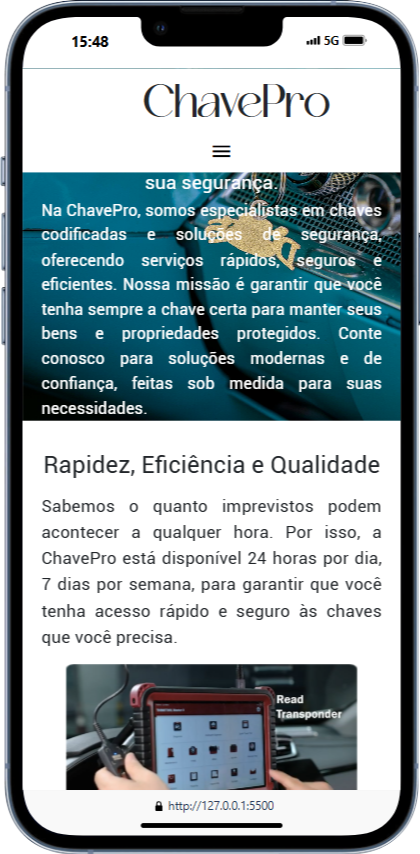 15:48
5G
ChavePro
sua segurança.
Na ChavePro, somos especialistas em chaves
codificadas e soluções de segurança,
oferecendo serviços rápidos, seguros e
eficientes. Nossa missão é garantir que você
tenha sempre a chave certa para manter seus
bens e propriedades protegidos. Conte
conosco para soluções modernas e de
confiança, feitas sob medida para suas
necessidades.
Rapidez, Eficiência e Qualidade
Sabemos o quanto imprevistos podem
acontecer a qualquer hora. Por isso, a
ChavePro está disponível 24 horas por dia,
7 dias por semana, para garantir que você
tenha acesso rápido e seguro às chaves
que você precisa.
Read
Transponder
http://127.0.0.1:5500